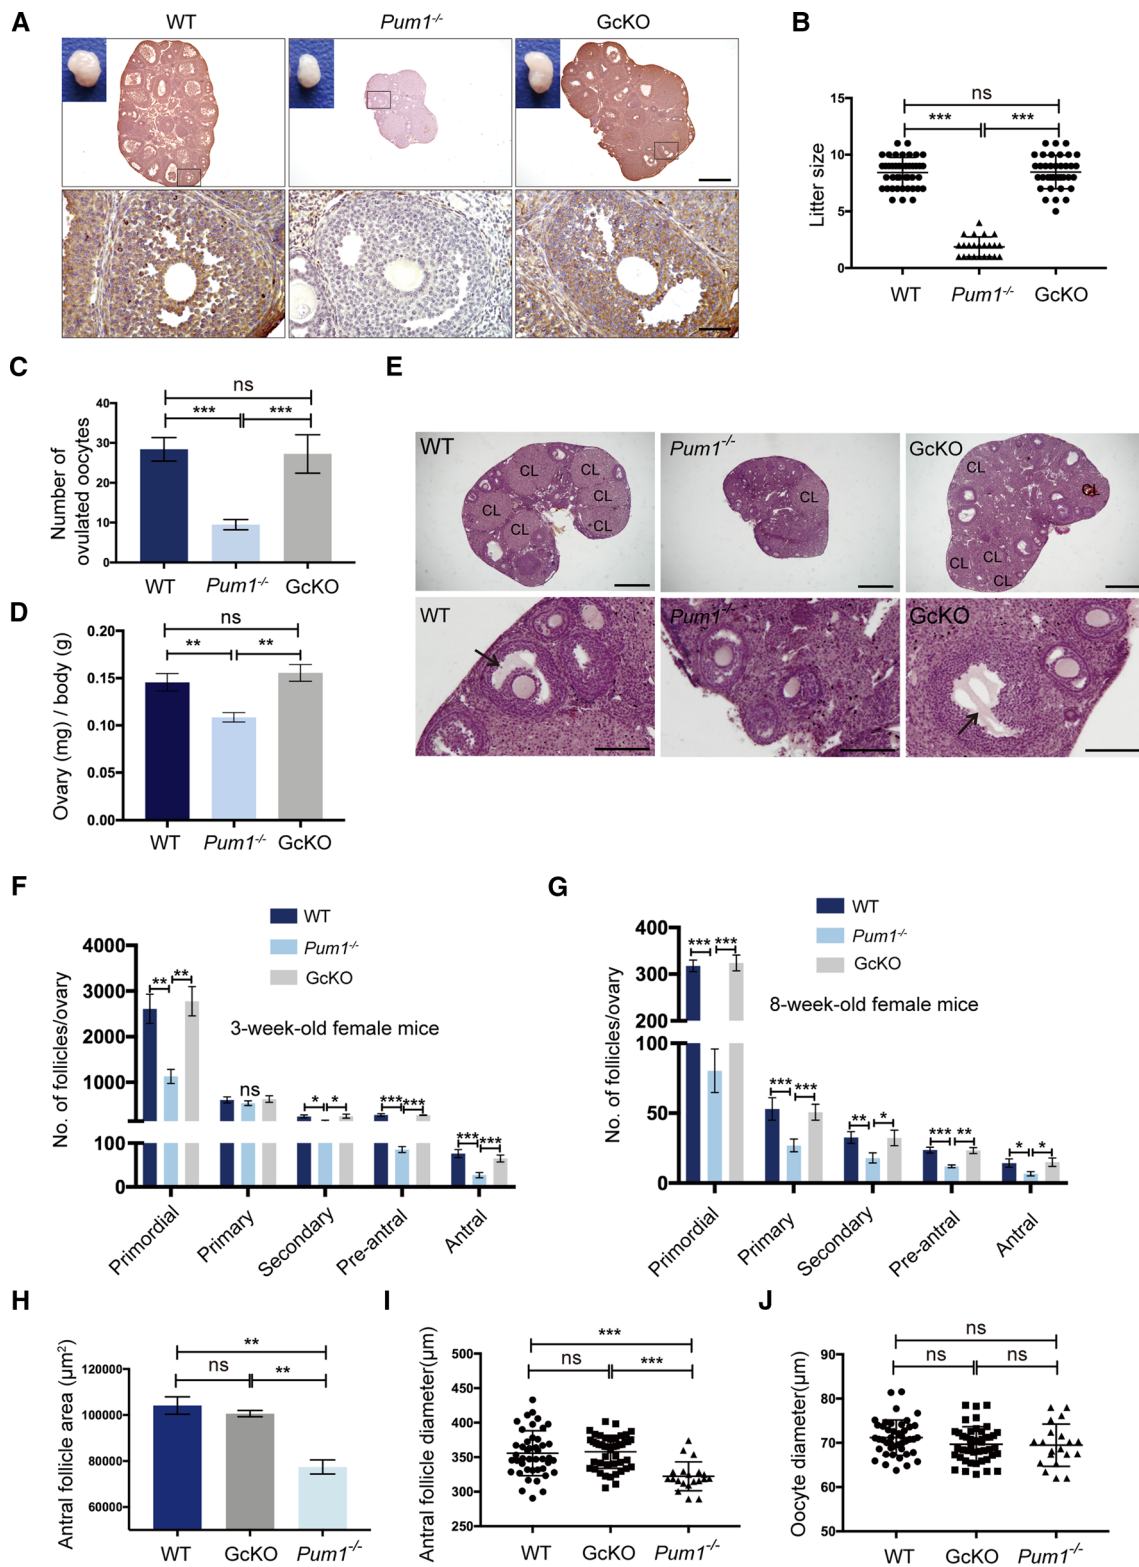 A
WT
Pum1-/-
GcKO
B
Litter size
15
10
5
0
ns
***
***
WT
Pum1-/-
GcKO
C
Number of
ovulated oocytes
40
30
20
10
0
ns
***
***
WT
Pum1-/-
GcKO
D
Ovary (mg) / body (g)
0.20
0.15
0.10
0.05
0.00
ns
**
**
WT
Pum1-/-
GcKO
E
WT
CL
CL
CL
CL
CL
CL
Pum1-/-
CL
GcKO
CL
CL
CL
CL
CL
WT
Pum1-/-
GcKO
F
WT
Pum1-/-
GcKO
3-week-old female mice
No. of follicles/ovary
4000
3000
2000
1000
100
0
**
**
ns
*
*
***
***
***
***
Primordial
Primary
Secondary
Pre-antral
Antral
G
WT
Pum1-/-
GcKO
8-week-old female mice
No. of follicles/ovary
400
300
200
100
50
0
***
***
***
***
**
*
***
**
*
*
Primordial
Primary
Secondary
Pre-antral
Antral
H
Antral follicle area (μm2)
120000
100000
80000
60000
**
ns
**
WT
GcKO
Pum1-/-
I
Antral follicle diameter(μm)
500
450
400
350
300
250
***
ns
***
WT
GcKO
Pum1-/-
J
Oocyte diameter(μm)
90
80
70
60
50
ns
ns
ns
WT
GcKO
Pum1-/-